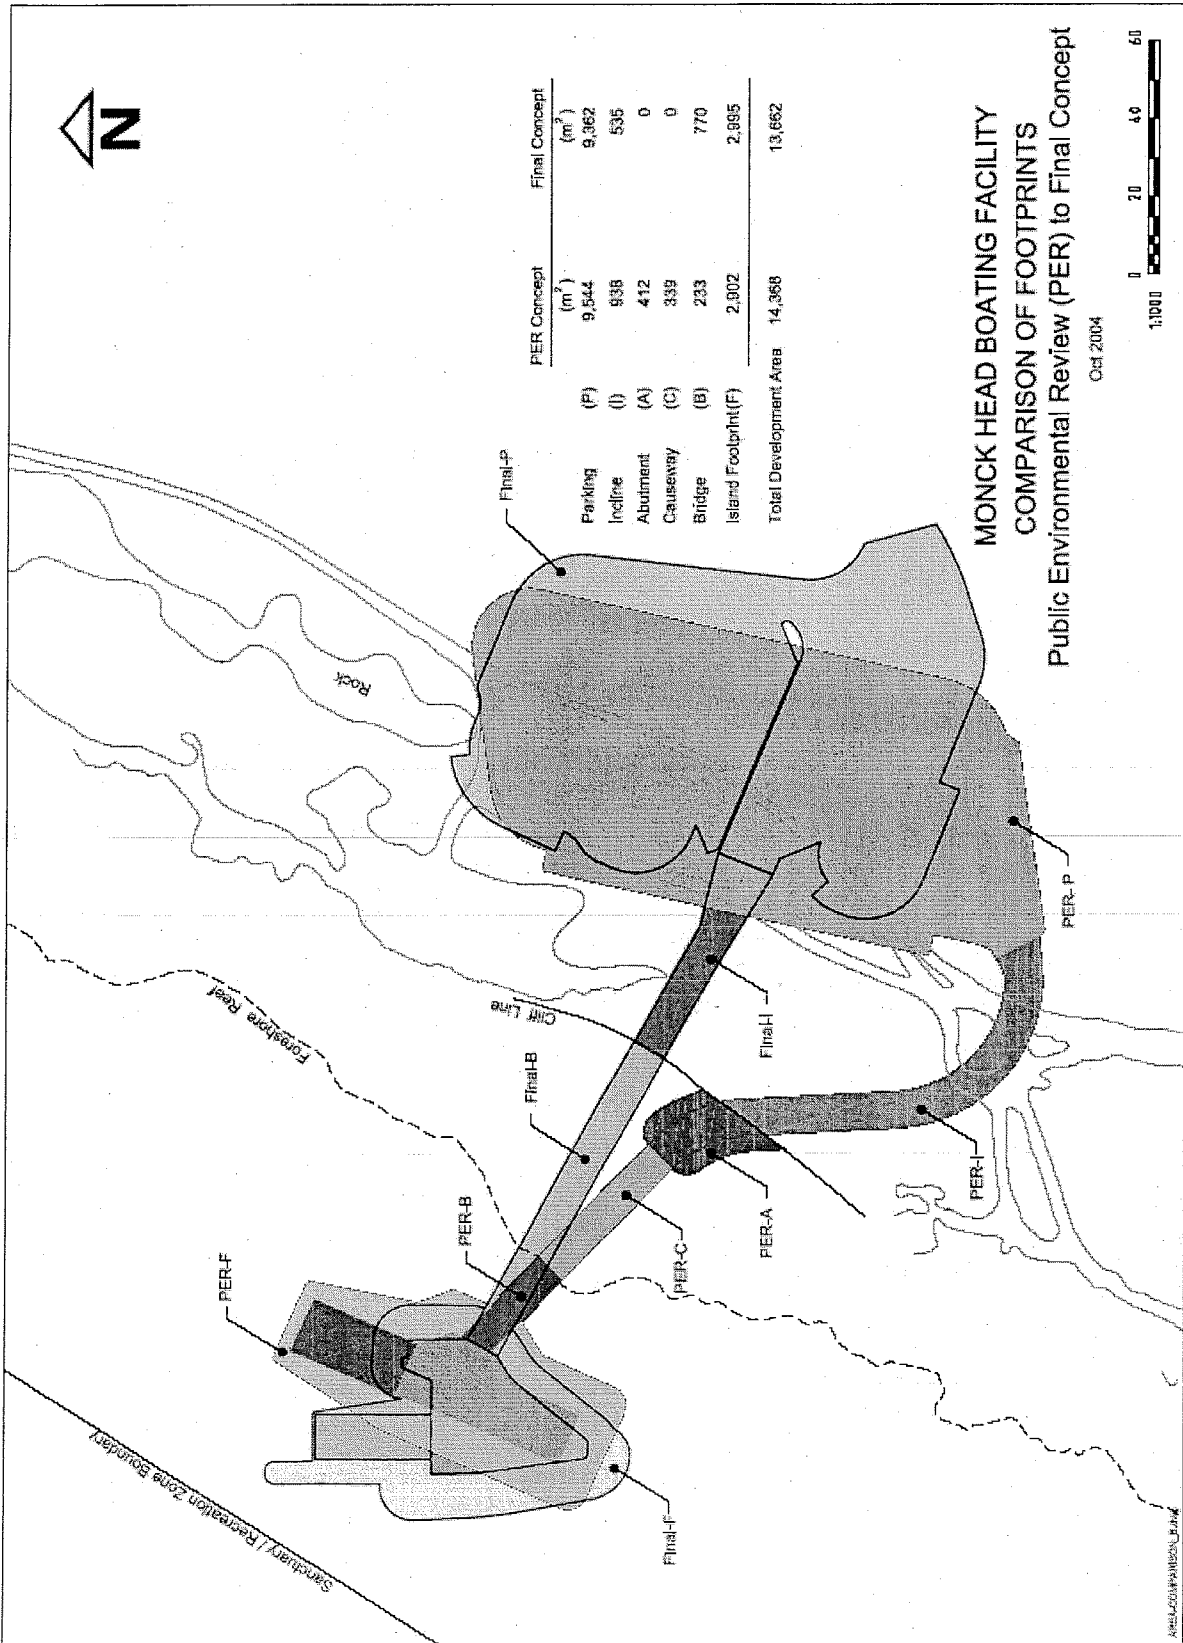 N
PER Concept Final Concept
(m²) (m²)
Parking (P) 9,544 9,362
Incline (I) 938 535
Abutment (A) 412 0
Causeway (C) 339 0
Bridge (B) 233 770
Island Footprint(F) 2,902 2,995
Total Development Area 14,368 13,662
MONCK HEAD BOATING FACILITY
COMPARISON OF FOOTPRINTS
Public Environmental Review (PER) to Final Concept
Oct 2004
1:1000
0 20 40 60
Final-P
Rock
Foreshore Reef
Cliff Line
Final-B
Final-I
PER-B
PER-F
PER-C
PER-A
PER-I
PER-P
Final-F
Sanctuary / Recreation Zone Boundary